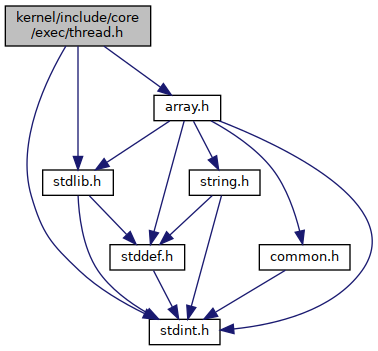 kernel/include/core
/exec/thread.h
array.h
stdlib.h
string.h
stddef.h
common.h
stdint.h